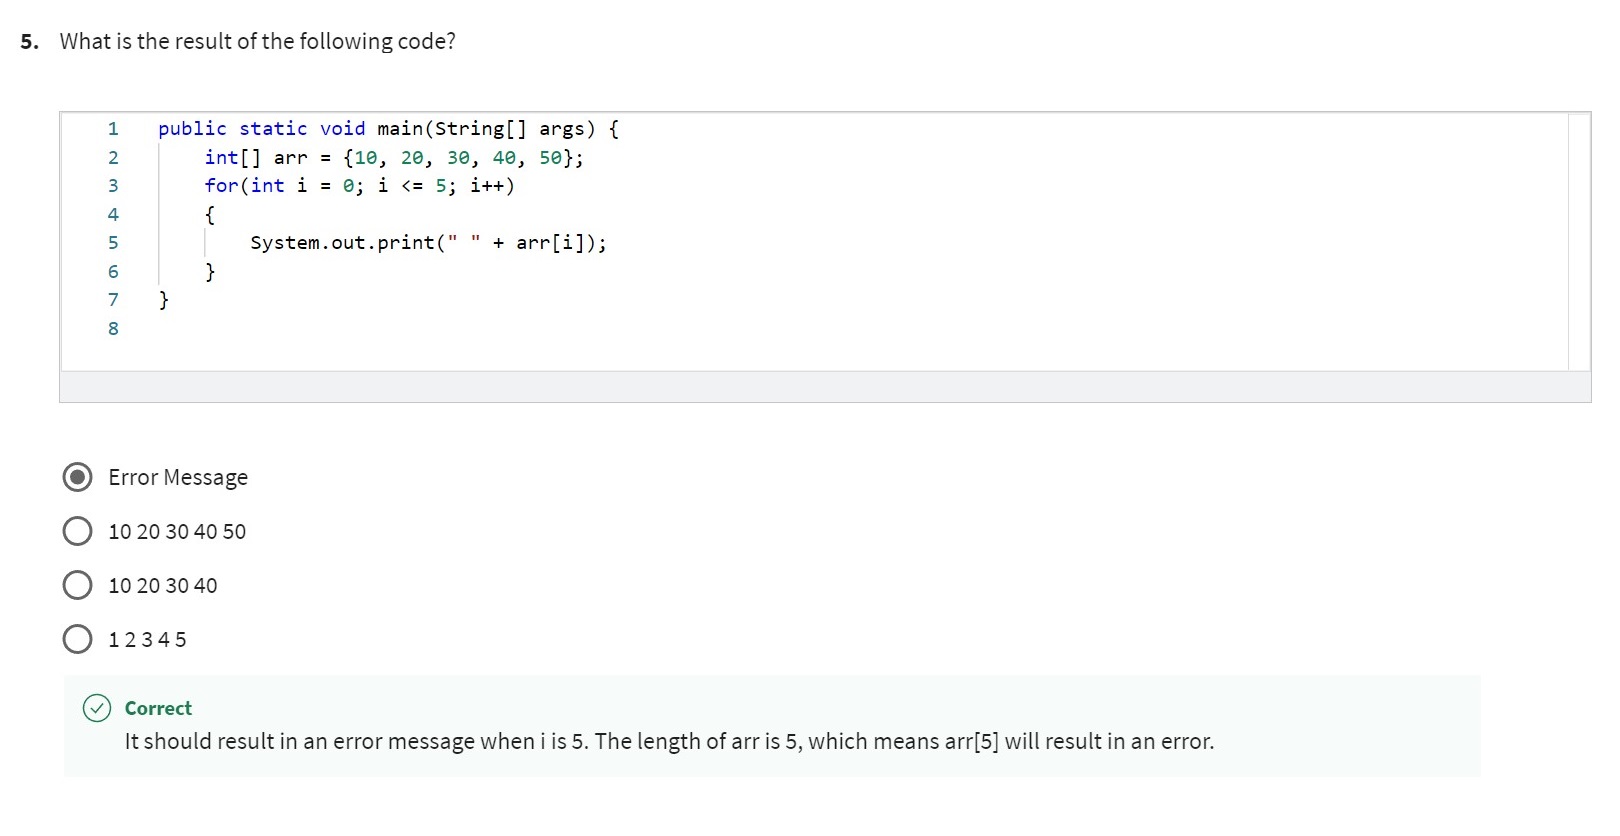 5. What is the result of the following code?
1 public static void main(String[] args) {
2 int[] arr = {10, 20, 30, 40, 50};
3 for(int i = 0; i <= 5; i++)
4 {
5 System.out.print(" " + arr[i]);
6 }
7 }
8
Error Message
10 20 30 40 50
10 20 30 40
1 2 3 4 5
Correct
It should result in an error message when i is 5. The length of arr is 5, which means arr[5] will result in an error.